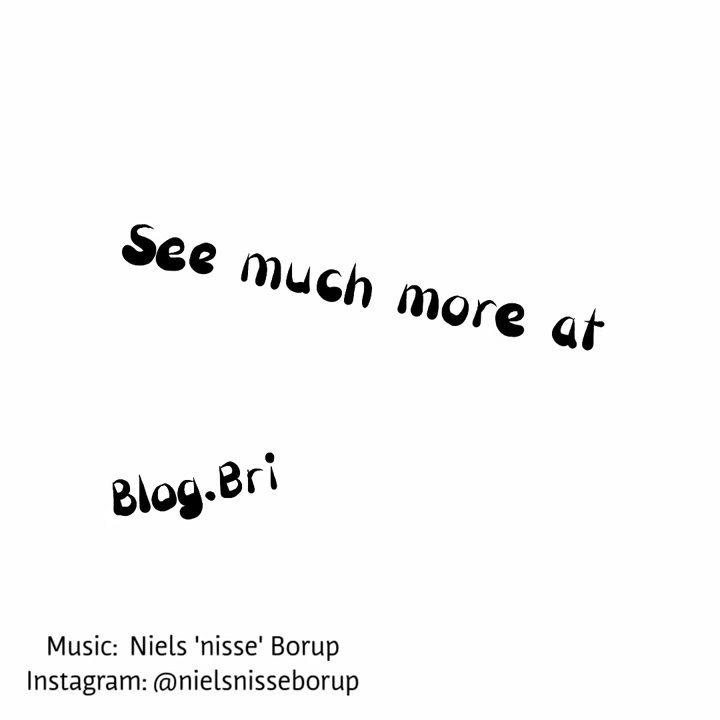 See much more at
Blog.Bri
Music: Niels 'nisse' Borup
Instagram: @nielsnisseborup